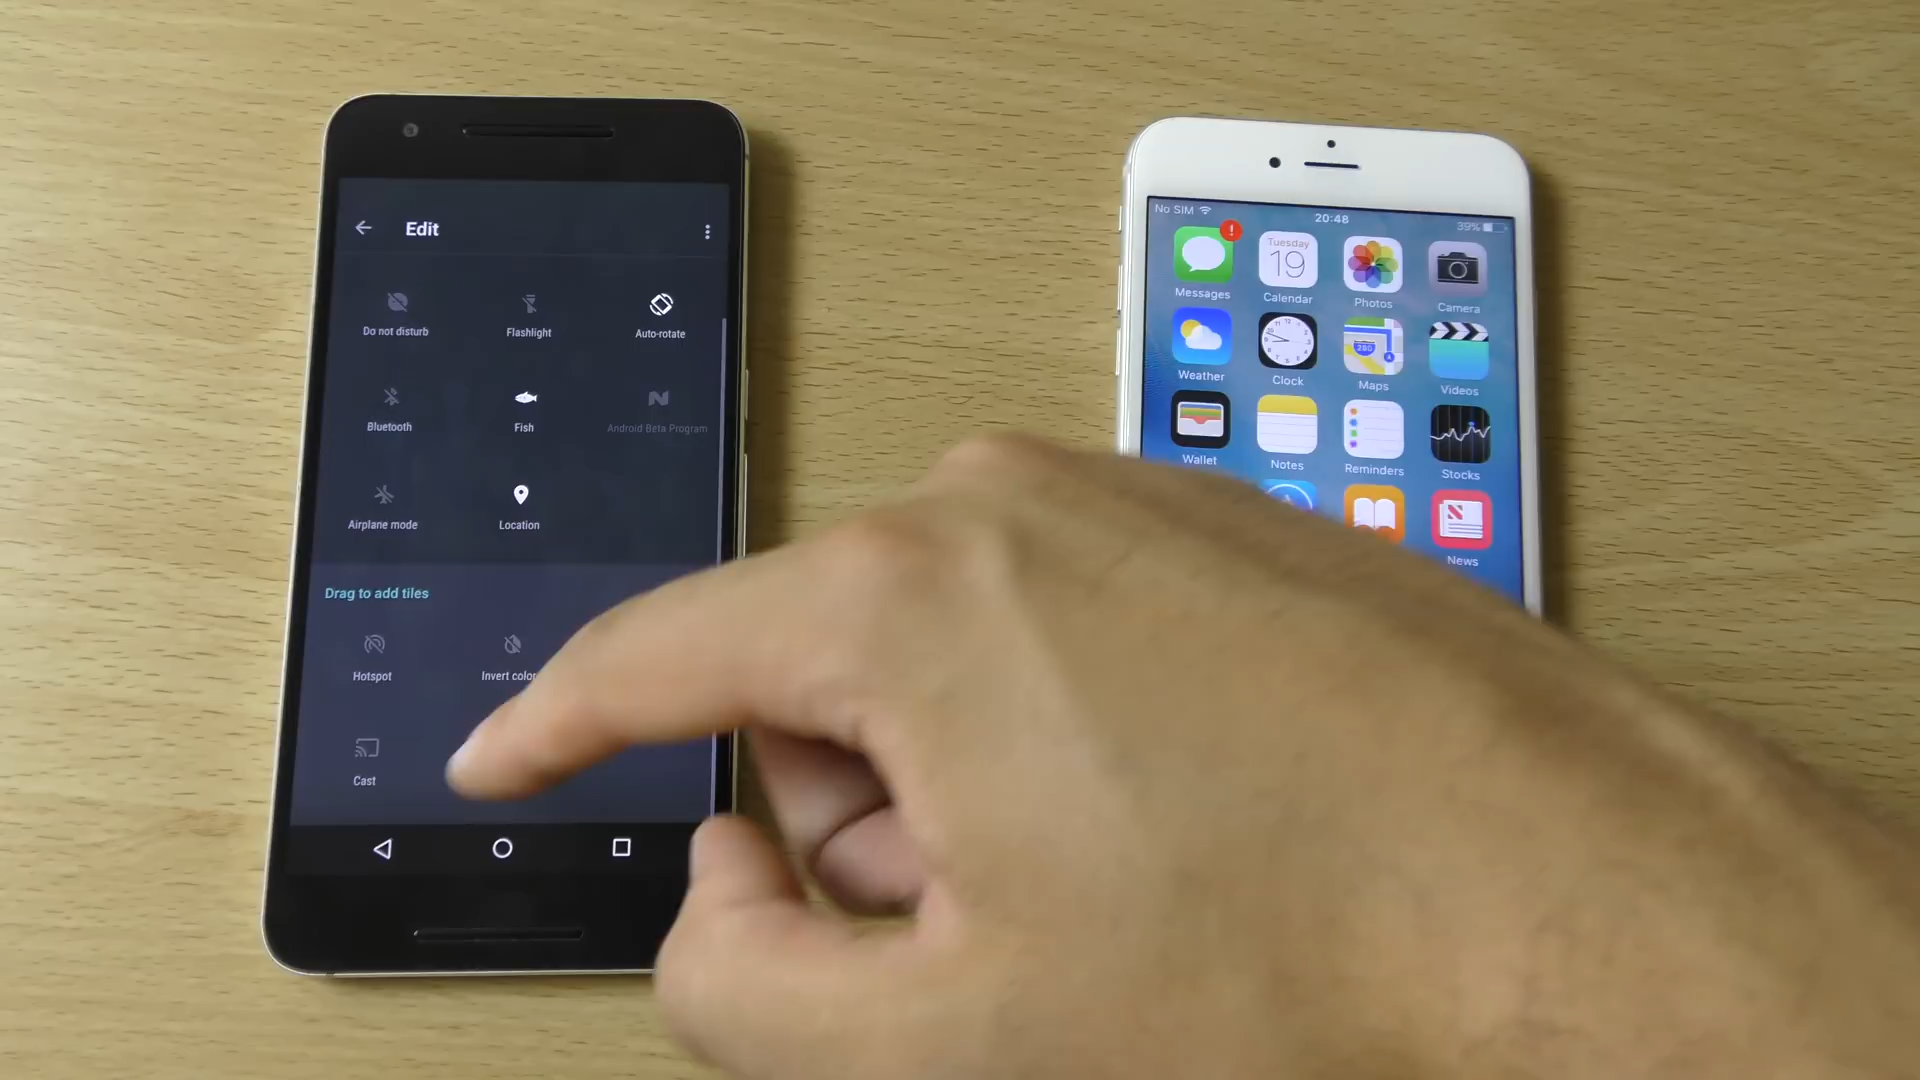 Edit
Do not disturb
Flashlight
Auto-rotate
Bluetooth
Fish
Android Beta Program
Airplane mode
Location
Drag to add tiles
Hotspot
Invert color
Cast
No SIM
20:48
39%
!
Messages
Tuesday
19
Calendar
Photos
Camera
Weather
Clock
280
Maps
Videos
Wallet
Notes
Reminders
Stocks
News